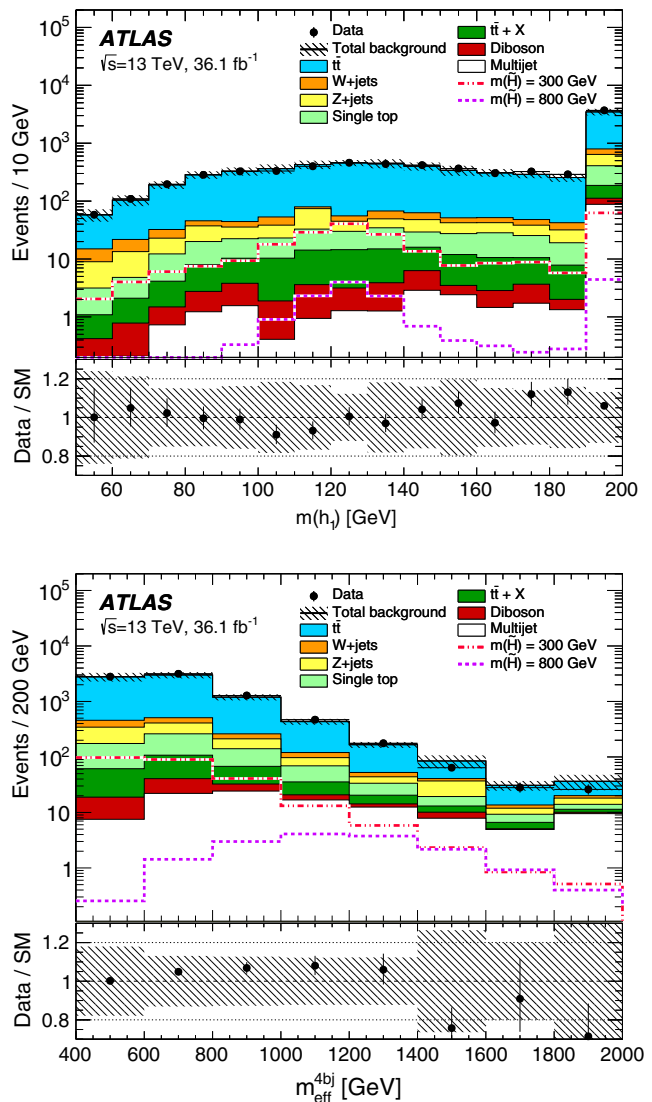 ATLAS
√s=13 TeV, 36.1 fb⁻¹
Data
Total background
tt̄
W+jets
Z+jets
Single top
tt̄ + X
Diboson
Multijet
m(H̃) = 300 GeV
m(H̃) = 800 GeV
Events / 10 GeV
10⁵
10⁴
10³
10²
10
1
Data / SM
1.2
1
0.8
60 80 100 120 140 160 180 200
m(h₁) [GeV]
ATLAS
√s=13 TeV, 36.1 fb⁻¹
Data
Total background
tt̄
W+jets
Z+jets
Single top
tt̄ + X
Diboson
Multijet
m(H̃) = 300 GeV
m(H̃) = 800 GeV
Events / 200 GeV
10⁵
10⁴
10³
10²
10
1
Data / SM
1.2
1
0.8
400 600 800 1000 1200 1400 1600 1800 2000
m_eff^4bj [GeV]